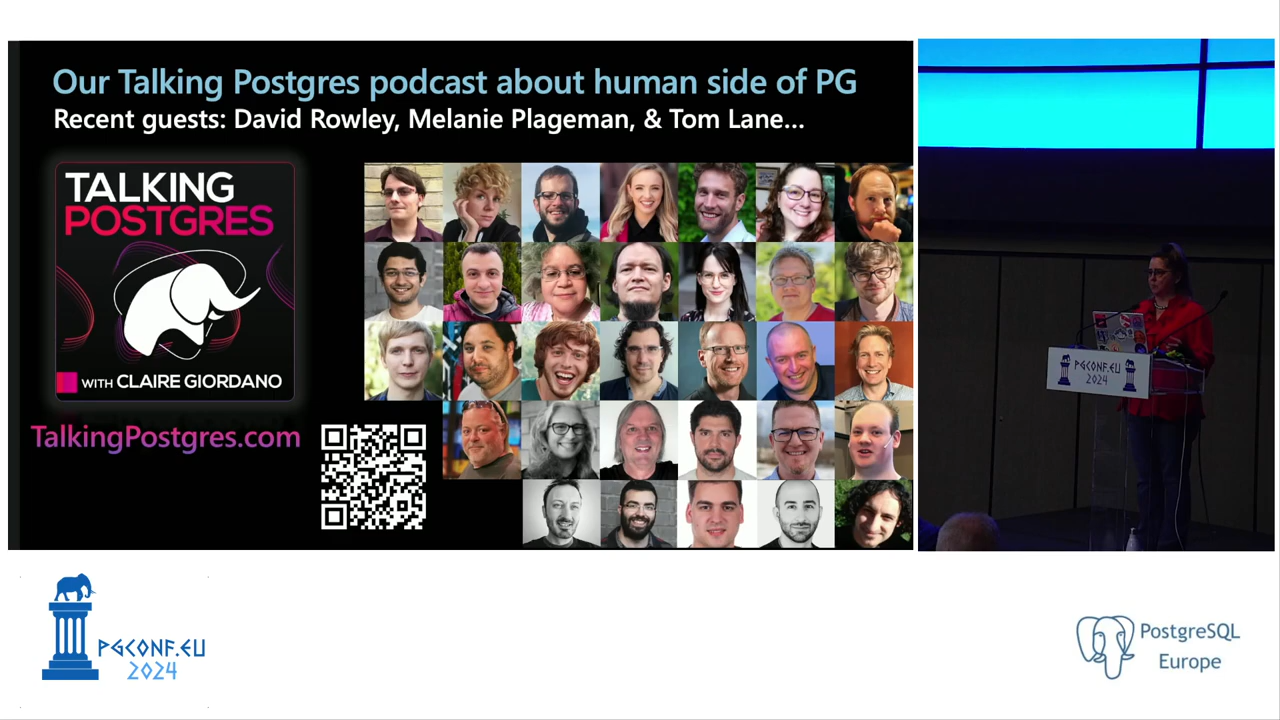 Our Talking Postgres podcast about human side of PG
Recent guests: David Rowley, Melanie Plageman, & Tom Lane...
TALKING
POSTGRES
WITH CLAIRE GIORDANO
TalkingPostgres.com
PGCONF.EU
2024
PGCONF.EU
2024
PostgreSQL
Europe